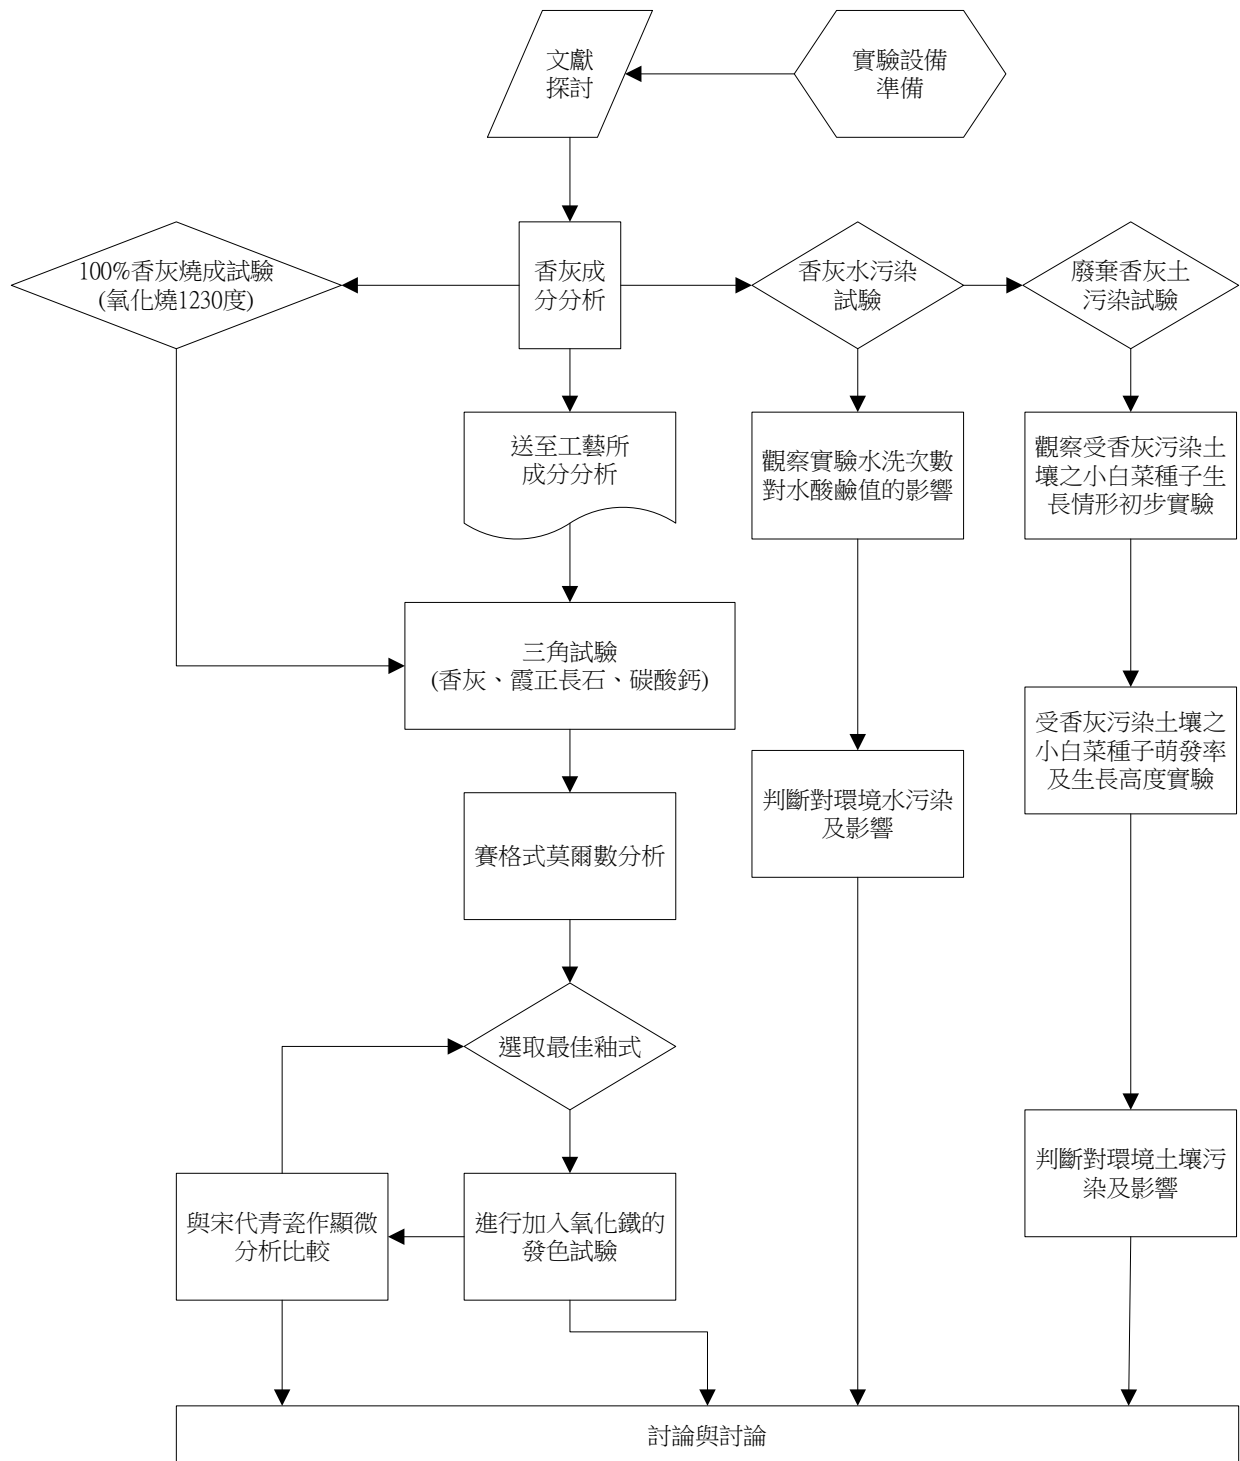 文獻
探討
實驗設備
準備
100%香灰燒成試驗
(氧化燒1230度)
香灰成
分分析
香灰水污染
試驗
廢棄香灰土
污染試驗
送至工藝所
成分分析
觀察實驗水洗次數
對水酸鹼值的影響
觀察受香灰污染土
壤之小白菜種子生
長情形初步實驗
三角試驗
(香灰、霞正長石、碳酸鈣)
受香灰污染土壤之
小白菜種子萌發率
及生長高度實驗
判斷對環境水污染
及影響
賽格式莫爾數分析
選取最佳釉式
判斷對環境土壤污
染及影響
與宋代青瓷作顯微
分析比較
進行加入氧化鐵的
發色試驗
討論與討論